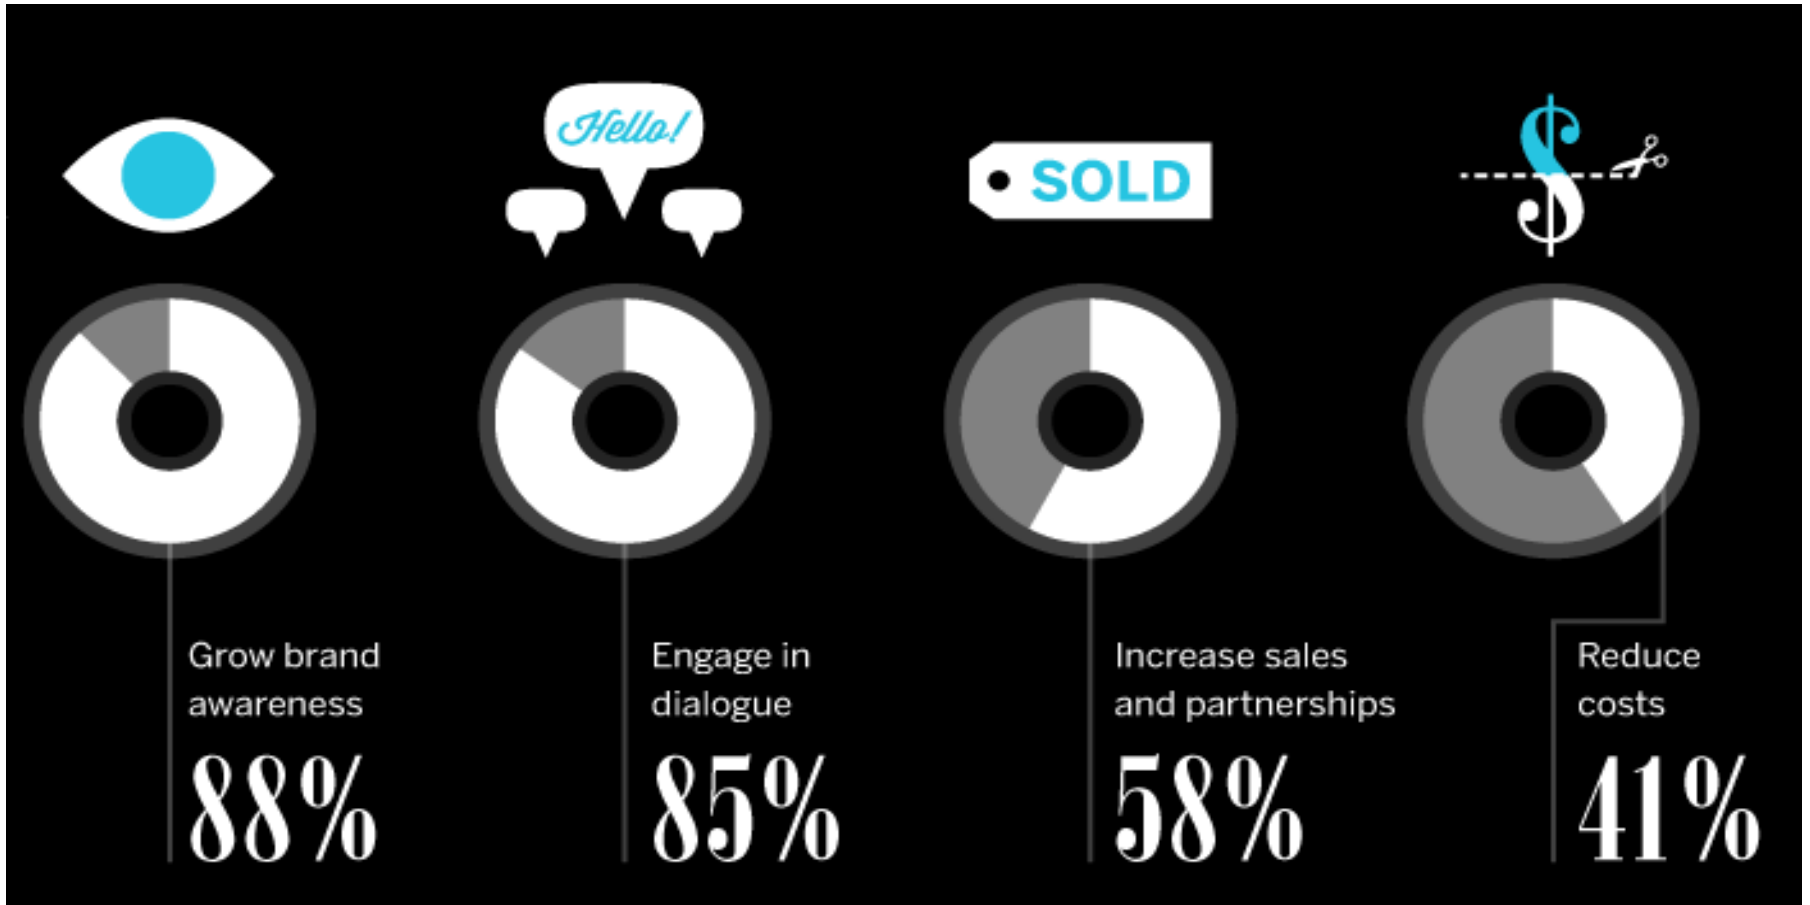 Hello!
SOLD
Grow brand
awareness
88%
Engage in
dialogue
85%
Increase sales
and partnerships
58%
Reduce
costs
41%